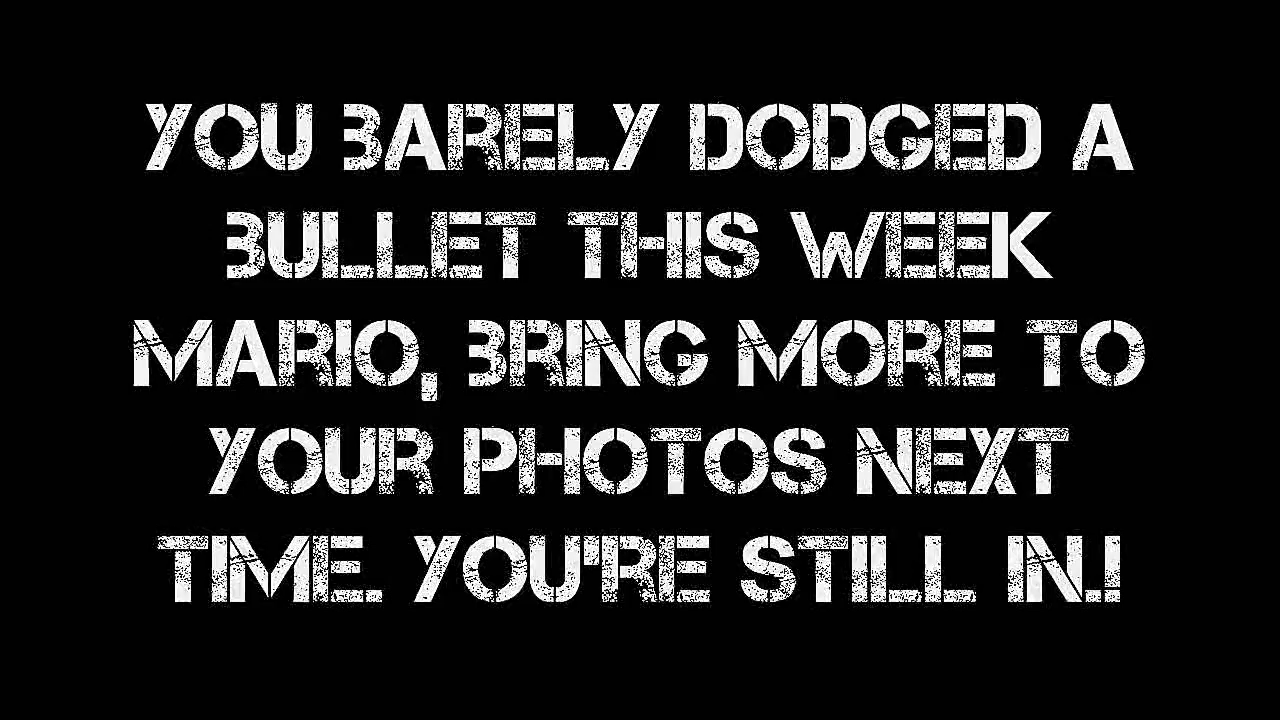 YOU BARELY DODGED A
BULLET THIS WEEK
MARIO, BRING MORE TO
YOUR PHOTOS NEXT
TIME. YOU'RE STILL IN.!